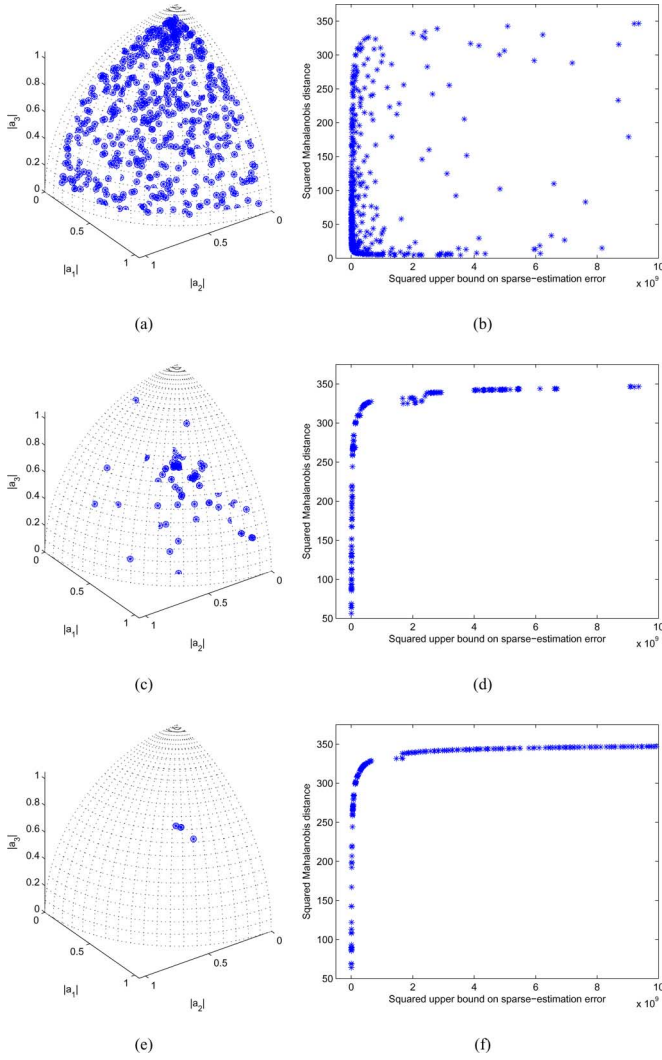 1
0.8
0.6
0.4
0.2
0
|a3|
0
0.5
1
|a1|
1
0.5
0
|a2|
(a)
350
300
250
200
150
100
50
0
Squared Mahalanobis distance
0 2 4 6 8 10
x 10^9
Squared upper bound on sparse−estimation error
(b)
1
0.8
0.6
0.4
0.2
0
|a3|
0
0.5
1
|a1|
1
0.5
0
|a2|
(c)
350
300
250
200
150
100
50
Squared Mahalanobis distance
0 2 4 6 8 10
x 10^9
Squared upper bound on sparse−estimation error
(d)
1
0.8
0.6
0.4
0.2
0
|a3|
0
0.5
1
|a1|
1
0.5
0
|a2|
(e)
350
300
250
200
150
100
50
Squared Mahalanobis distance
0 2 4 6 8 10
x 10^9
Squared upper bound on sparse−estimation error
(f)